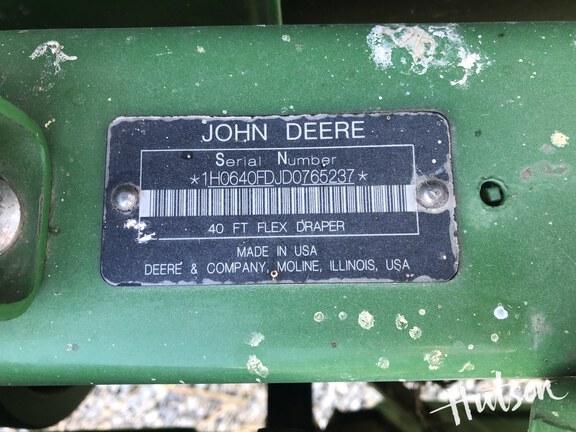 JOHN DEERE
Serial Number
*1H0640FDJD0765237*
40 FT FLEX DRAPER
MADE IN USA
DEERE & COMPANY, MOLINE, ILLINOIS, USA
Hutson